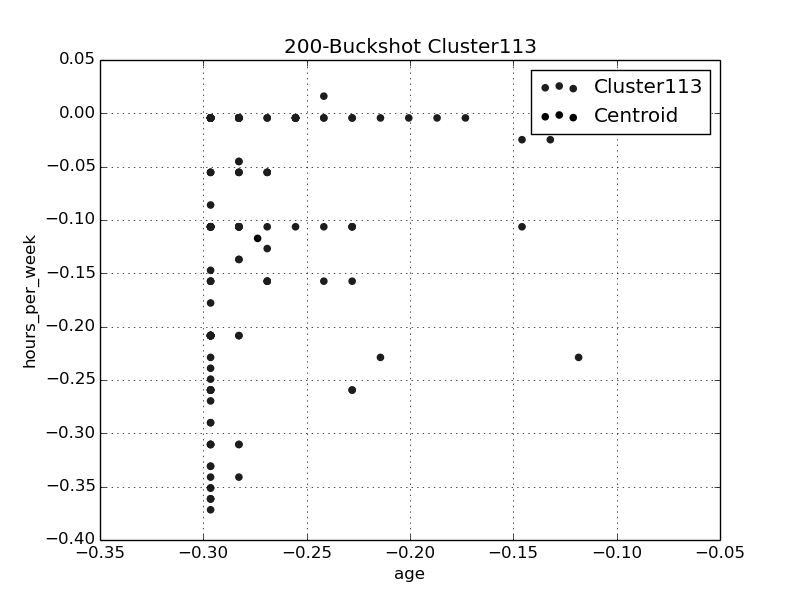 200-Buckshot Cluster113
Cluster113
Centroid
hours_per_week
0.05
0.00
−0.05
−0.10
−0.15
−0.20
−0.25
−0.30
−0.35
−0.40
−0.35 −0.30 −0.25 −0.20 −0.15 −0.10 −0.05
age